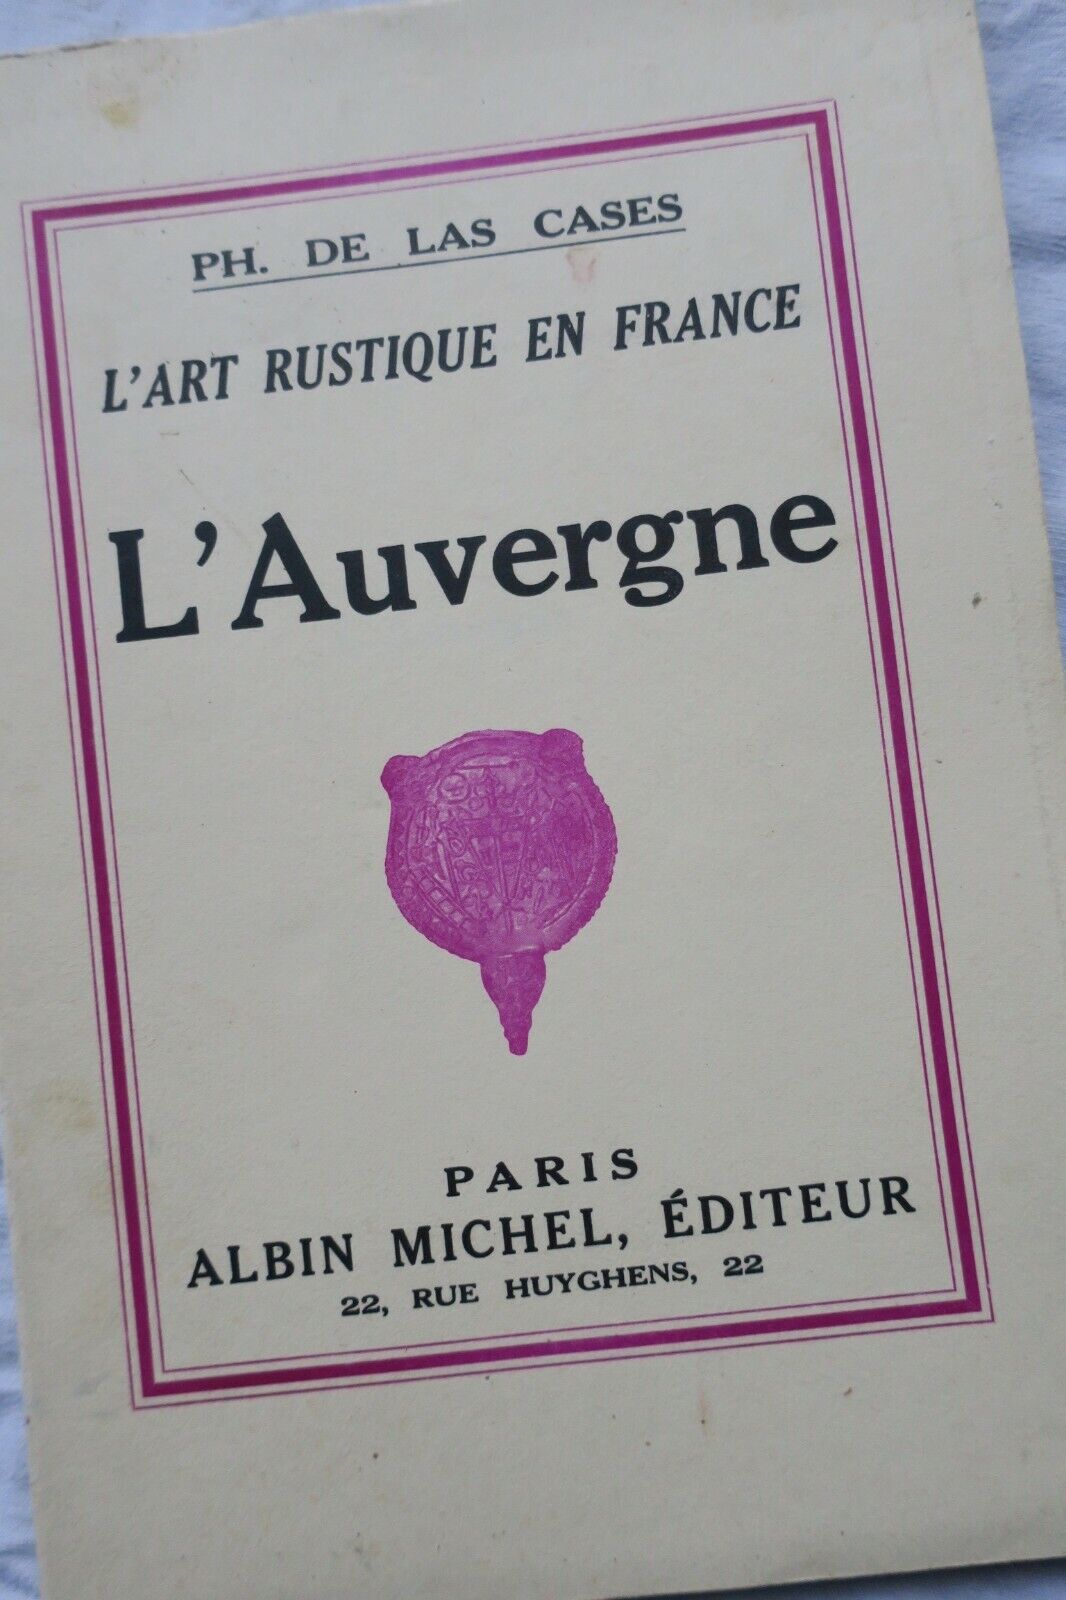 PH. DE LAS CASES
L'ART RUSTIQUE EN FRANCE
L'Auvergne
PARIS
ALBIN MICHEL, ÉDITEUR
22, RUE HUYGHENS, 22